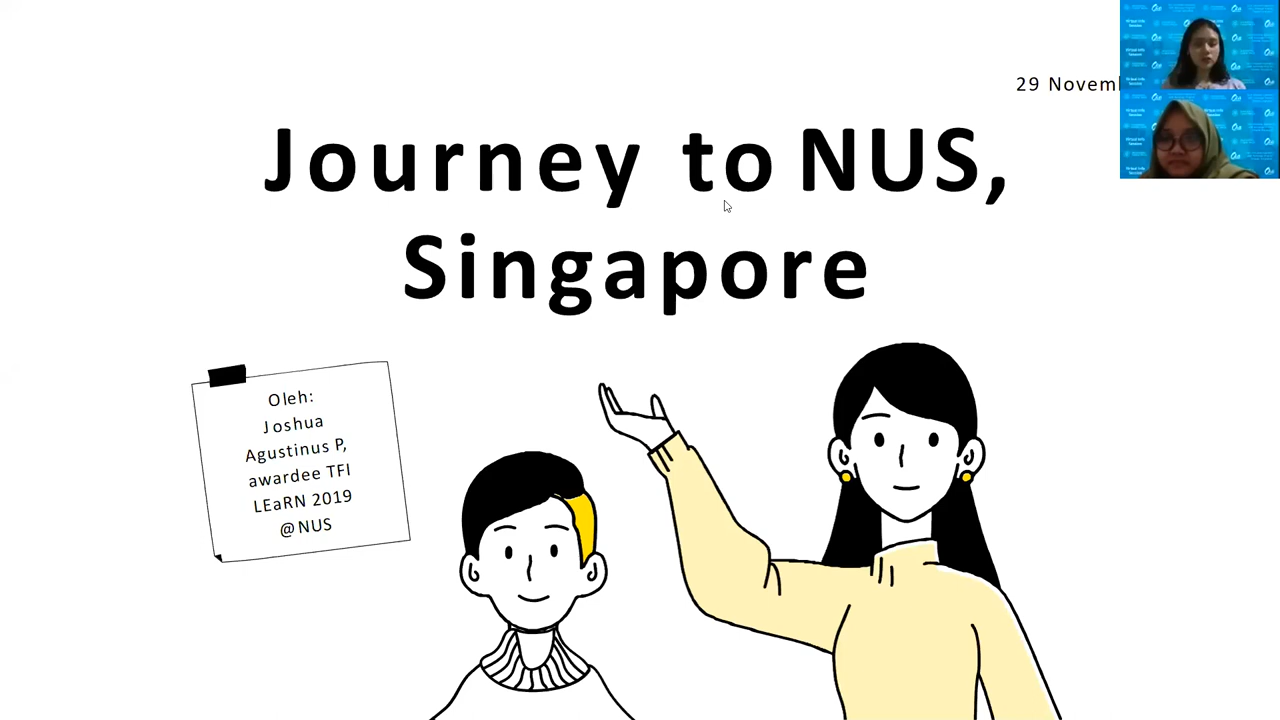 29 Novem
Journey to NUS,
Singapore
Oleh:
Joshua
Agustinus P,
awardee TFI
LEaRN 2019
@NUS